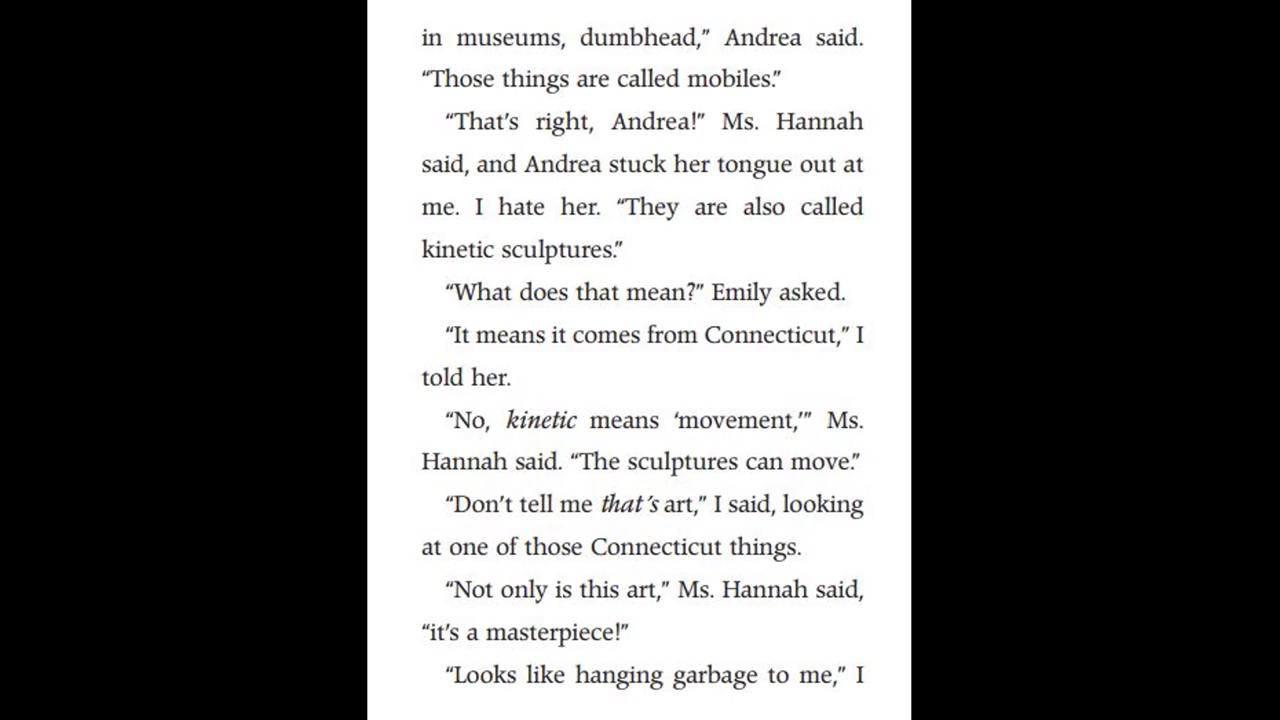 in museums, dumbhead,” Andrea said.
“Those things are called mobiles.”
“That’s right, Andrea!” Ms. Hannah
said, and Andrea stuck her tongue out at
me. I hate her. “They are also called
kinetic sculptures.”
“What does that mean?” Emily asked.
“It means it comes from Connecticut,” I
told her.
“No, kinetic means ‘movement,’” Ms.
Hannah said. “The sculptures can move.”
“Don’t tell me that’s art,” I said, looking
at one of those Connecticut things.
“Not only is this art,” Ms. Hannah said,
“it’s a masterpiece!”
“Looks like hanging garbage to me,” I